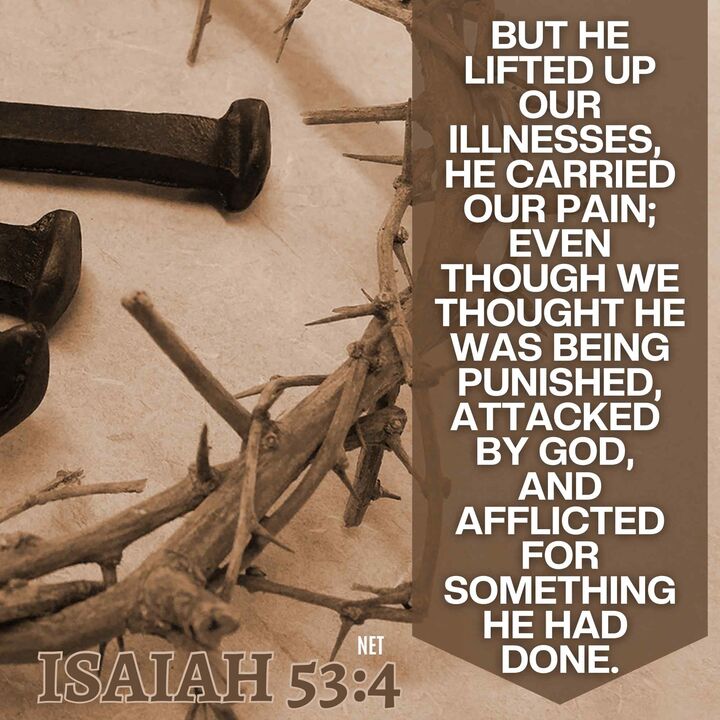 BUT HE
LIFTED UP
OUR
ILLNESSES,
HE CARRIED
OUR PAIN;
EVEN
THOUGH WE
THOUGHT HE
WAS BEING
PUNISHED,
ATTACKED
BY GOD,
AND
AFFLICTED
FOR
SOMETHING
HE HAD
DONE.
NET
ISAIAH 53:4